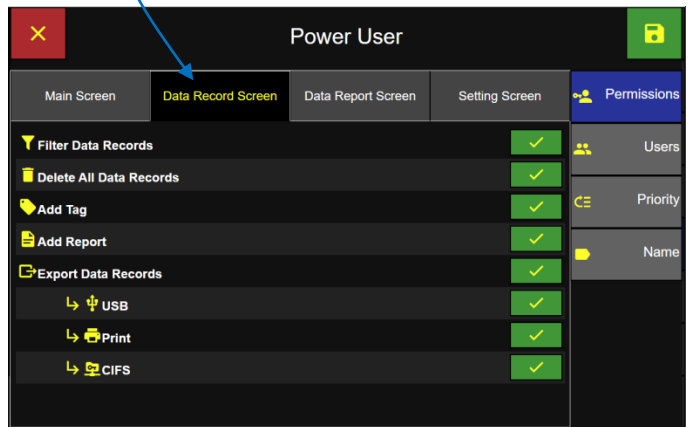 Power User
Main Screen
Data Record Screen
Data Report Screen
Setting Screen
Permissions
Filter Data Records
Users
Delete All Data Records
Add Tag
Priority
Add Report
Name
Export Data Records
USB
Print
CIFS